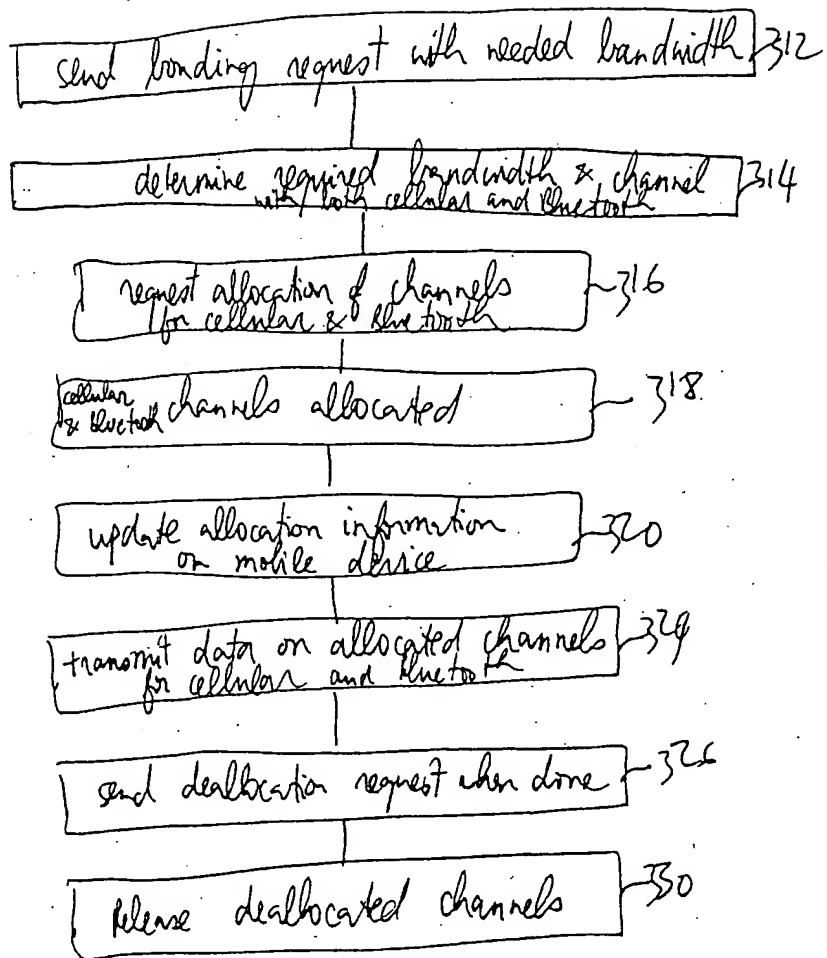 send bonding request with needed bandwidth 312
determine required bandwidth & channel 314
with both cellular and Bluetooth
request allocation of channels 316
for cellular & Bluetooth
cellular
& bluetooth channels allocated 318
update allocation information 320
on mobile device
transmit data on allocated channels 324
for cellular and Bluetooth
send deallocation request when done 326
Release deallocated channels 330